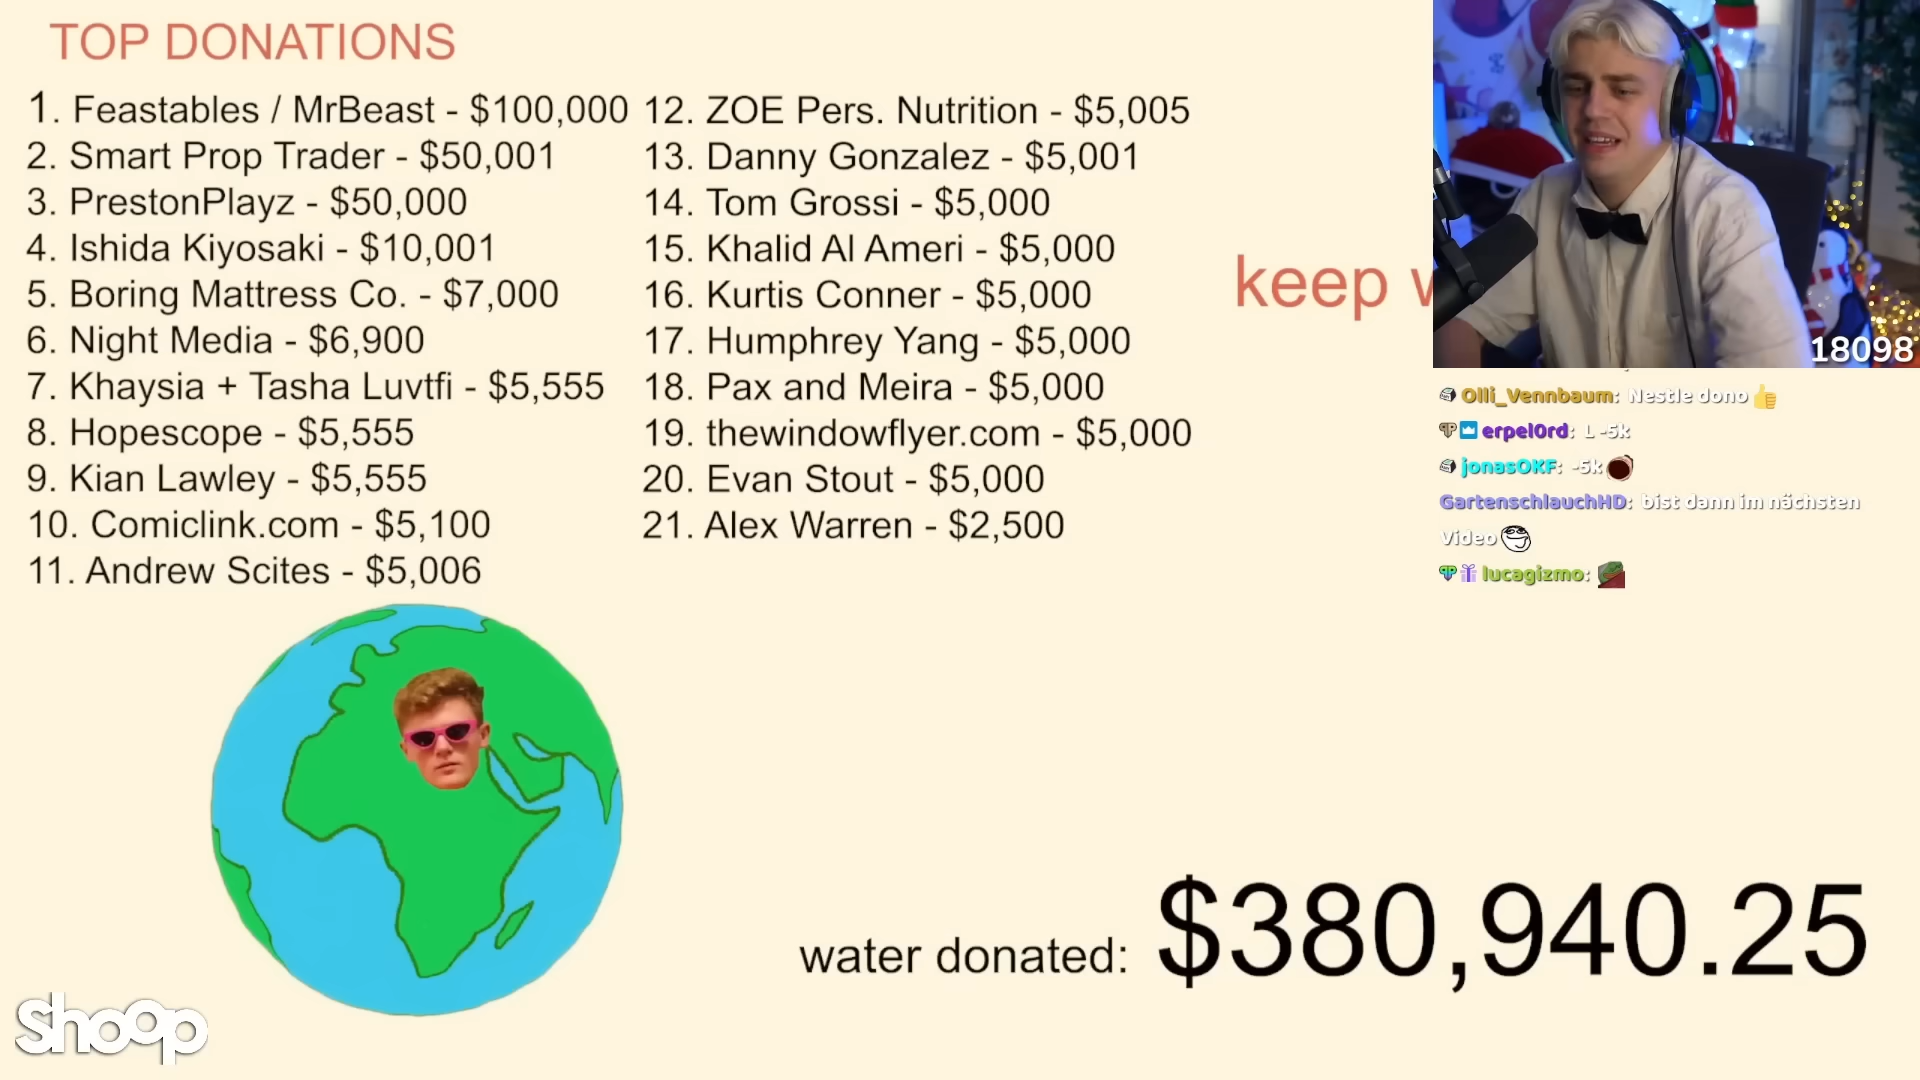 TOP DONATIONS
1. Feastables / MrBeast - $100,000
2. Smart Prop Trader - $50,001
3. PrestonPlayz - $50,000
4. Ishida Kiyosaki - $10,001
5. Boring Mattress Co. - $7,000
6. Night Media - $6,900
7. Khaysia + Tasha Luvtfi - $5,555
8. Hopescope - $5,555
9. Kian Lawley - $5,555
10. Comiclink.com - $5,100
11. Andrew Scites - $5,006
12. ZOE Pers. Nutrition - $5,005
13. Danny Gonzalez - $5,001
14. Tom Grossi - $5,000
15. Khalid Al Ameri - $5,000
16. Kurtis Conner - $5,000
17. Humphrey Yang - $5,000
18. Pax and Meira - $5,000
19. thewindowflyer.com - $5,000
20. Evan Stout - $5,000
21. Alex Warren - $2,500
keep
18098
Olli_Vennbaum: Nestle dono
erpel0rd: L -5k
jonasOKF: -5k
GartenschlauchHD: bist dann im nächsten
Video
lucagizmo:
water donated: $380,940.25
shoop